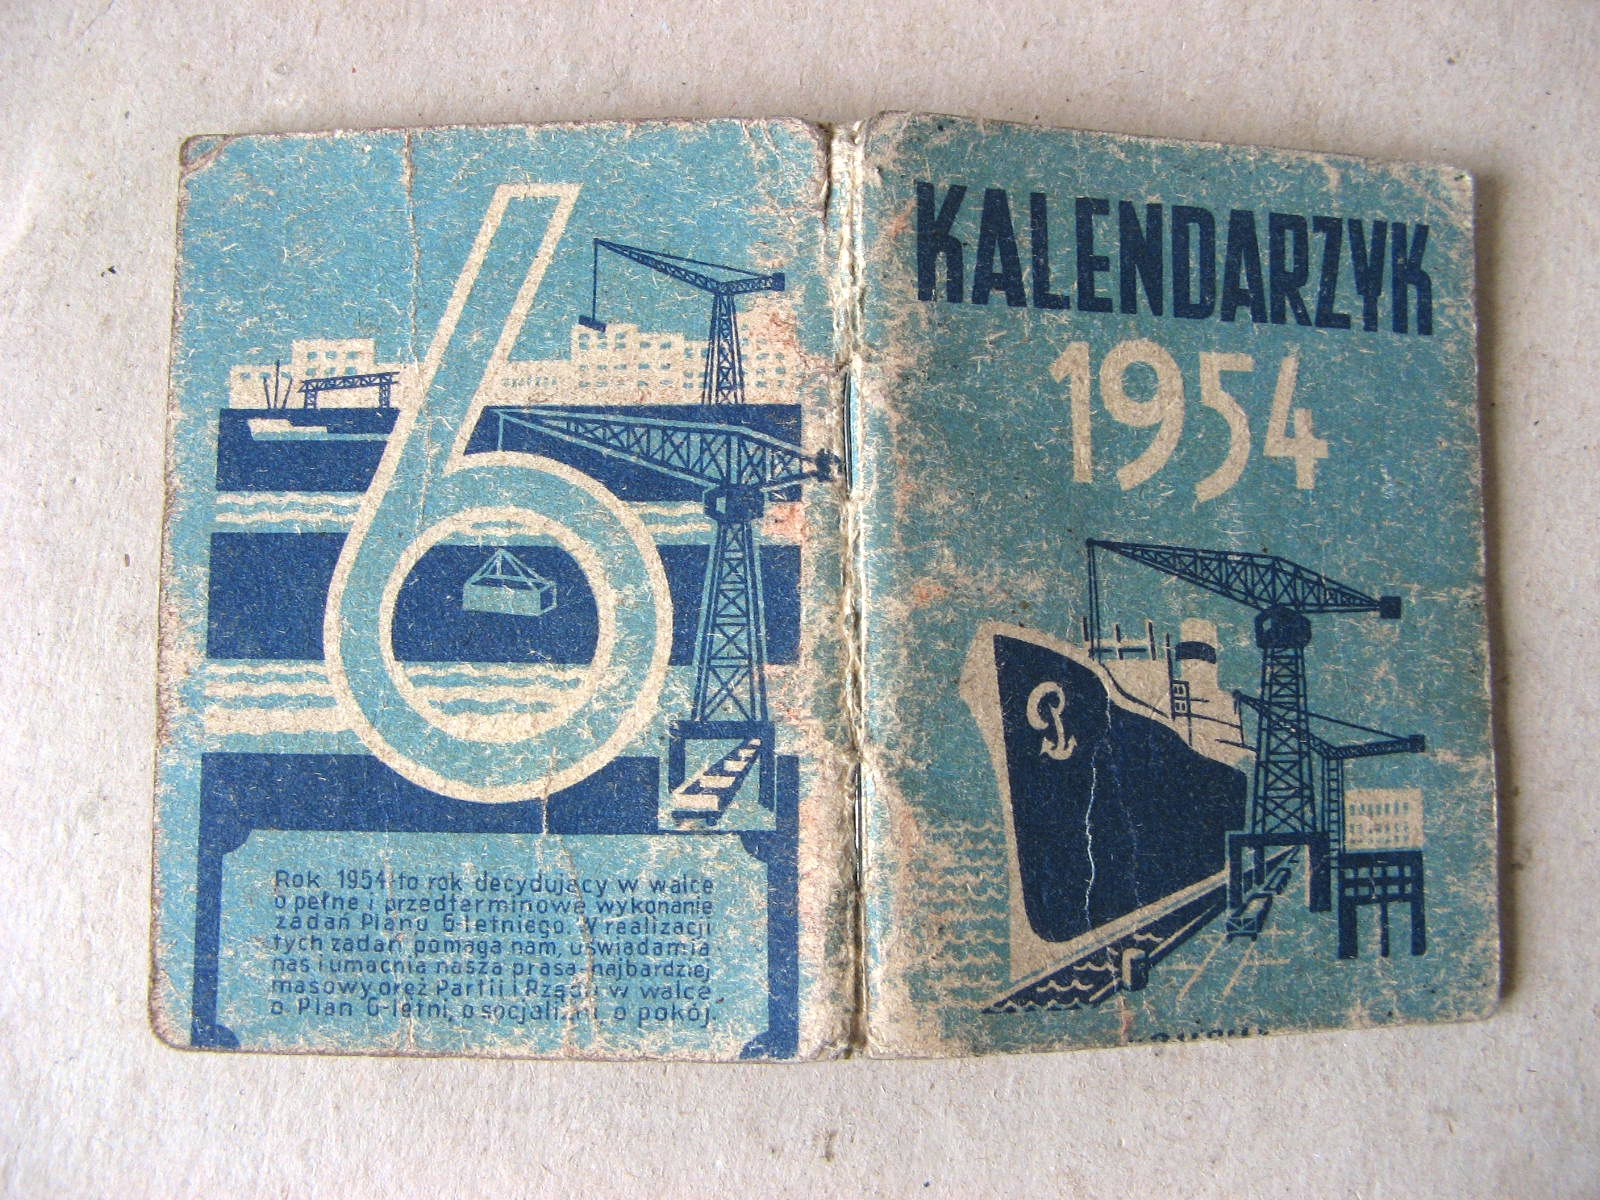 6
Rok 1954 to rok decydujący w walce
o pełne i przedterminowe wykonanie
zadań Planu 6-letniego. W realizacji
tych zadań pomaga nam, uświadamia
nas i umacnia nasza prasa-najbardziej
masowy oręż Partii i Rządu w walce
o Plan 6-letni, o socjalizm, o pokój.
KALENDARZYK
1954